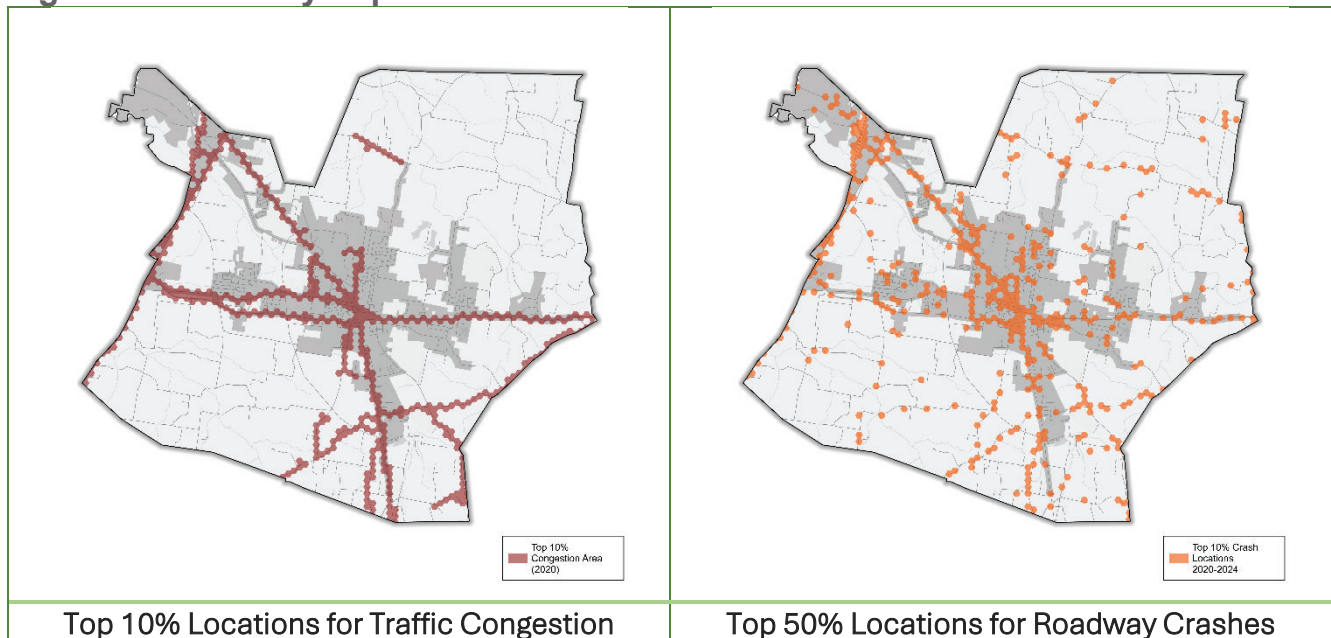 Top 10%
Congestion Area
(2020)
Top 10% Crash
Locations
2020-2024
Top 10% Locations for Traffic Congestion
Top 50% Locations for Roadway Crashes